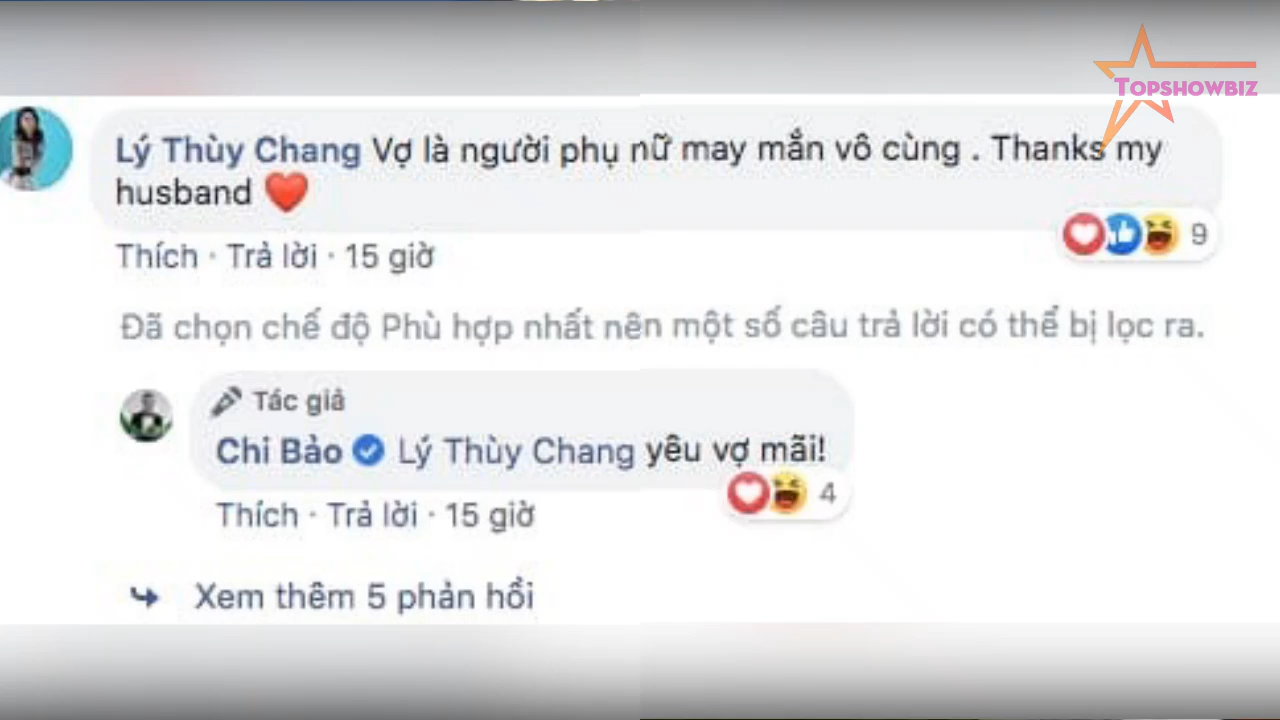 TOPSHOWBIZ
Lý Thùy Chang Vợ là người phụ nữ may mắn vô cùng . Thanks my
husband ❤️
9
Thích · Trả lời · 15 giờ
Đã chọn chế độ Phù hợp nhất nên một số câu trả lời có thể bị lọc ra.
Tác giả
Chi Bảo Lý Thùy Chang yêu vợ mãi!
4
Thích · Trả lời · 15 giờ
Xem thêm 5 phản hồi